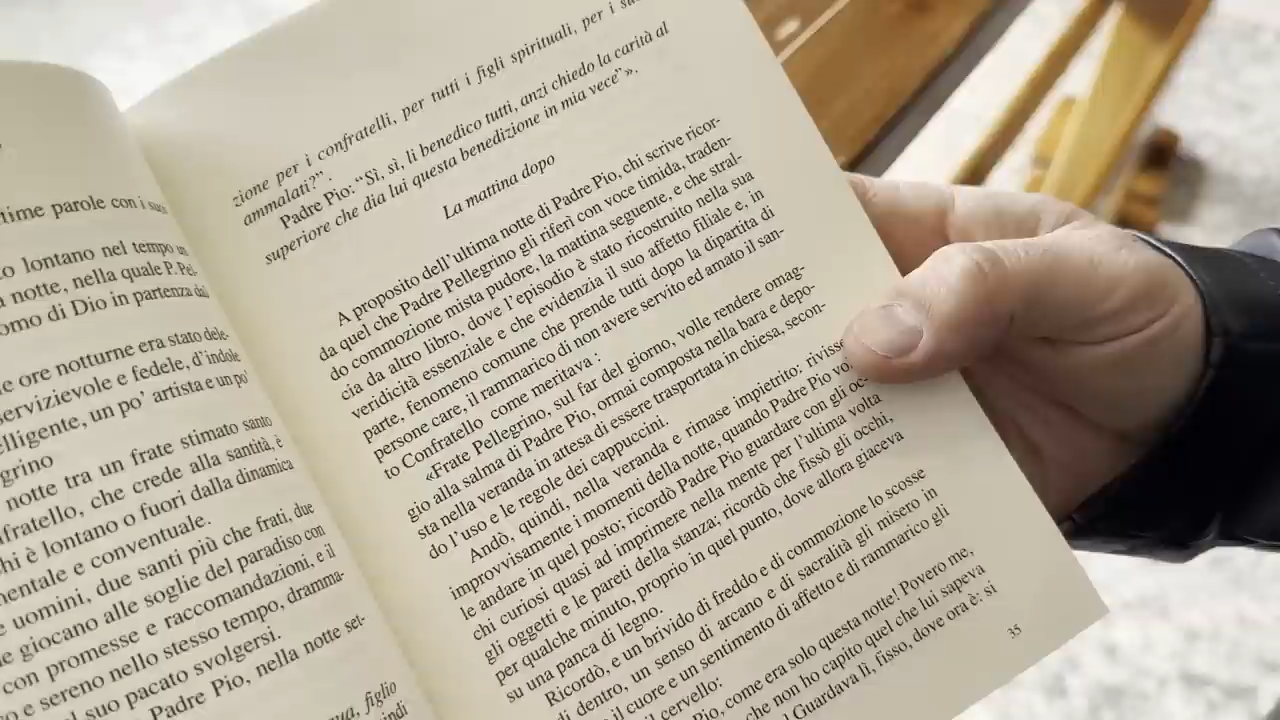 time parole con i suoi
lontano nel tempo
notte, nella quale P. Pel-
omo di Dio in partenza dal
e ore notturne era stato dele-
servizievole e fedele, d'indole
elligente, un po' artista e un po'
grino
notte tra un frate stimato santo
nfratello, che crede alla santità, è
hi è lontano o fuori dalla dinamica
mentale e conventuale.
uomini, due santi più che frati, due
e giocano alle soglie del paradiso con
con promesse e raccomandazioni, e il
o e sereno nello stesso tempo, dramma-
l suo pacato svolgersi.
Padre Pio, nella notte set-
ua, figlio
zione per i confratelli, per tutti i figli spirituali, per i suoi
ammalati?".
Padre Pio: "Sì, sì, li benedico tutti, anzi chiedo la carità al
superiore che dia lui questa benedizione in mia vece"».
La mattina dopo
A proposito dell'ultima notte di Padre Pio, chi scrive ricor-
da quel che Padre Pellegrino gli riferì con voce timida, traden-
do commozione mista pudore, la mattina seguente, e che stral-
cia da altro libro, dove l'episodio è stato ricostruito nella sua
veridicità essenziale e che evidenzia il suo affetto filiale e, in
parte, fenomeno comune che prende tutti dopo la dipartita di
persone care, il rammarico di non avere servito ed amato il san-
to Confratello come meritava :
«Frate Pellegrino, sul far del giorno, volle rendere omag-
gio alla salma di Padre Pio, ormai composta nella bara e depo-
sta nella veranda in attesa di essere trasportata in chiesa, secon-
do l'uso e le regole dei cappuccini.
Andò, quindi, nella veranda e rimase impietrito: rivisse
improvvisamente i momenti della notte, quando Padre Pio vol-
le andare in quel posto; ricordò Padre Pio guardare con gli oc-
chi curiosi quasi ad imprimere nella mente per l'ultima volta
gli oggetti e le pareti della stanza; ricordò che fissò gli occhi,
per qualche minuto, proprio in quel punto, dove allora giaceva
su una panca di legno.
Ricordò, e un brivido di freddo e di commozione lo scosse
di dentro, un senso di arcano e di sacralità gli misero in
il cuore e un sentimento di affetto e di rammarico gli
il cervello:
Pio, come era solo questa notte! Povero me,
che non ho capito quel che lui sapeva
! Guardava lì, fisso, dove ora è: si
35